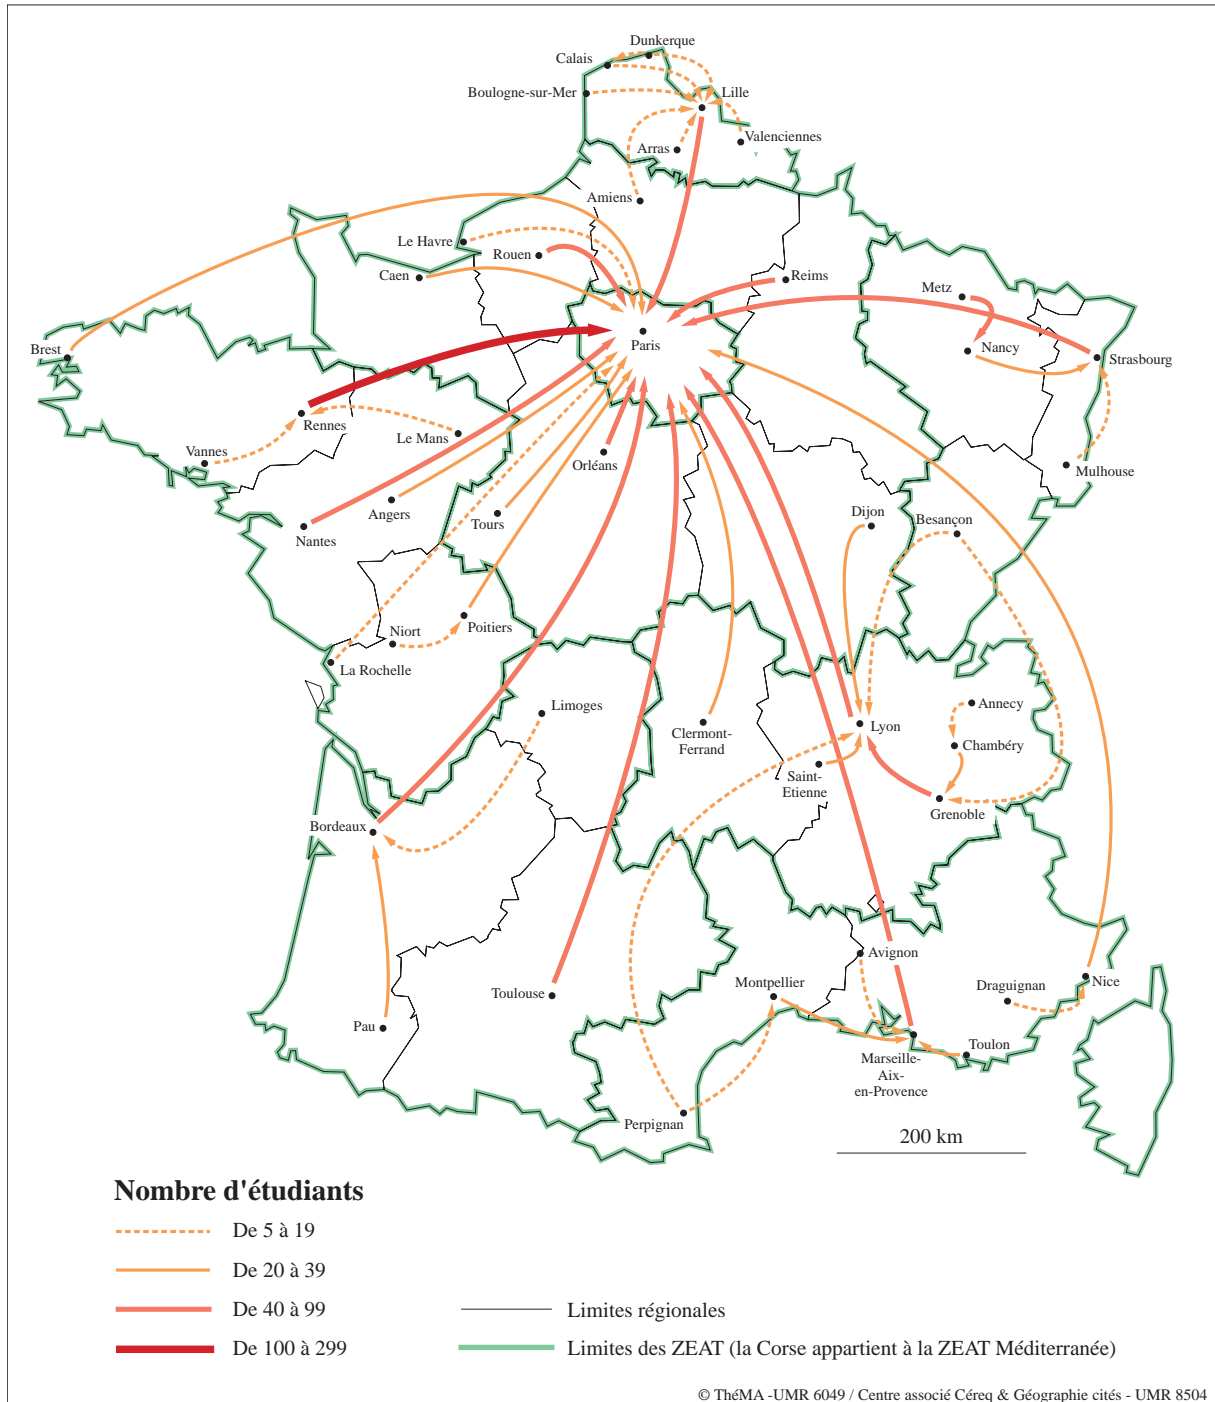 Dunkerque
Calais
Boulogne-sur-Mer
Lille
Valenciennes
Arras
Amiens
Le Havre
Rouen
Caen
Reims
Metz
Paris
Nancy
Strasbourg
Brest
Rennes
Le Mans
Vannes
Orléans
Mulhouse
Angers
Tours
Dijon
Besançon
Nantes
Niort
Poitiers
La Rochelle
Limoges
Annecy
Clermont-
Ferrand
Lyon
Chambéry
Saint-
Etienne
Grenoble
Bordeaux
Avignon
Montpellier
Draguignan
Nice
Toulouse
Pau
Toulon
Marseille-
Aix-
en-Provence
Perpignan
200 km
Nombre d'étudiants
De 5 à 19
De 20 à 39
De 40 à 99
De 100 à 299
Limites régionales
Limites des ZEAT (la Corse appartient à la ZEAT Méditerranée)
© ThéMA -UMR 6049 / Centre associé Céreq & Géographie cités - UMR 8504